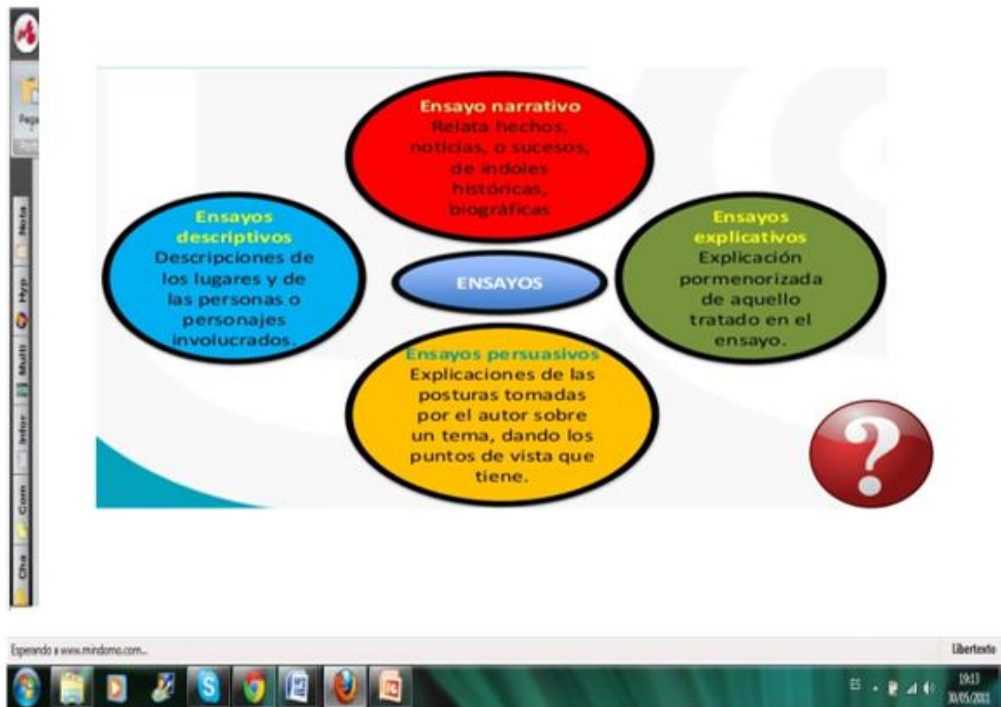 Pega
Nota
Hyp
Multi
Infor
Com
Cha
Ensayo narrativo
Relata hechos,
noticias, o sucesos,
de indoles
históricas,
biográficas
Ensayos
descriptivos
Descripciones de
los lugares y de
las personas o
personajes
involucrados.
ENSAYOS
Ensayos
explicativos
Explicación
pormenorizada
de aquello
tratado en el
ensayo.
Ensayos persuasivos
Explicaciones de las
posturas tomadas
por el autor sobre
un tema, dando los
puntos de vista que
tiene.
?
Esperando a www.mindomo.com...
Libertexto
ES
19:13
30/05/2011